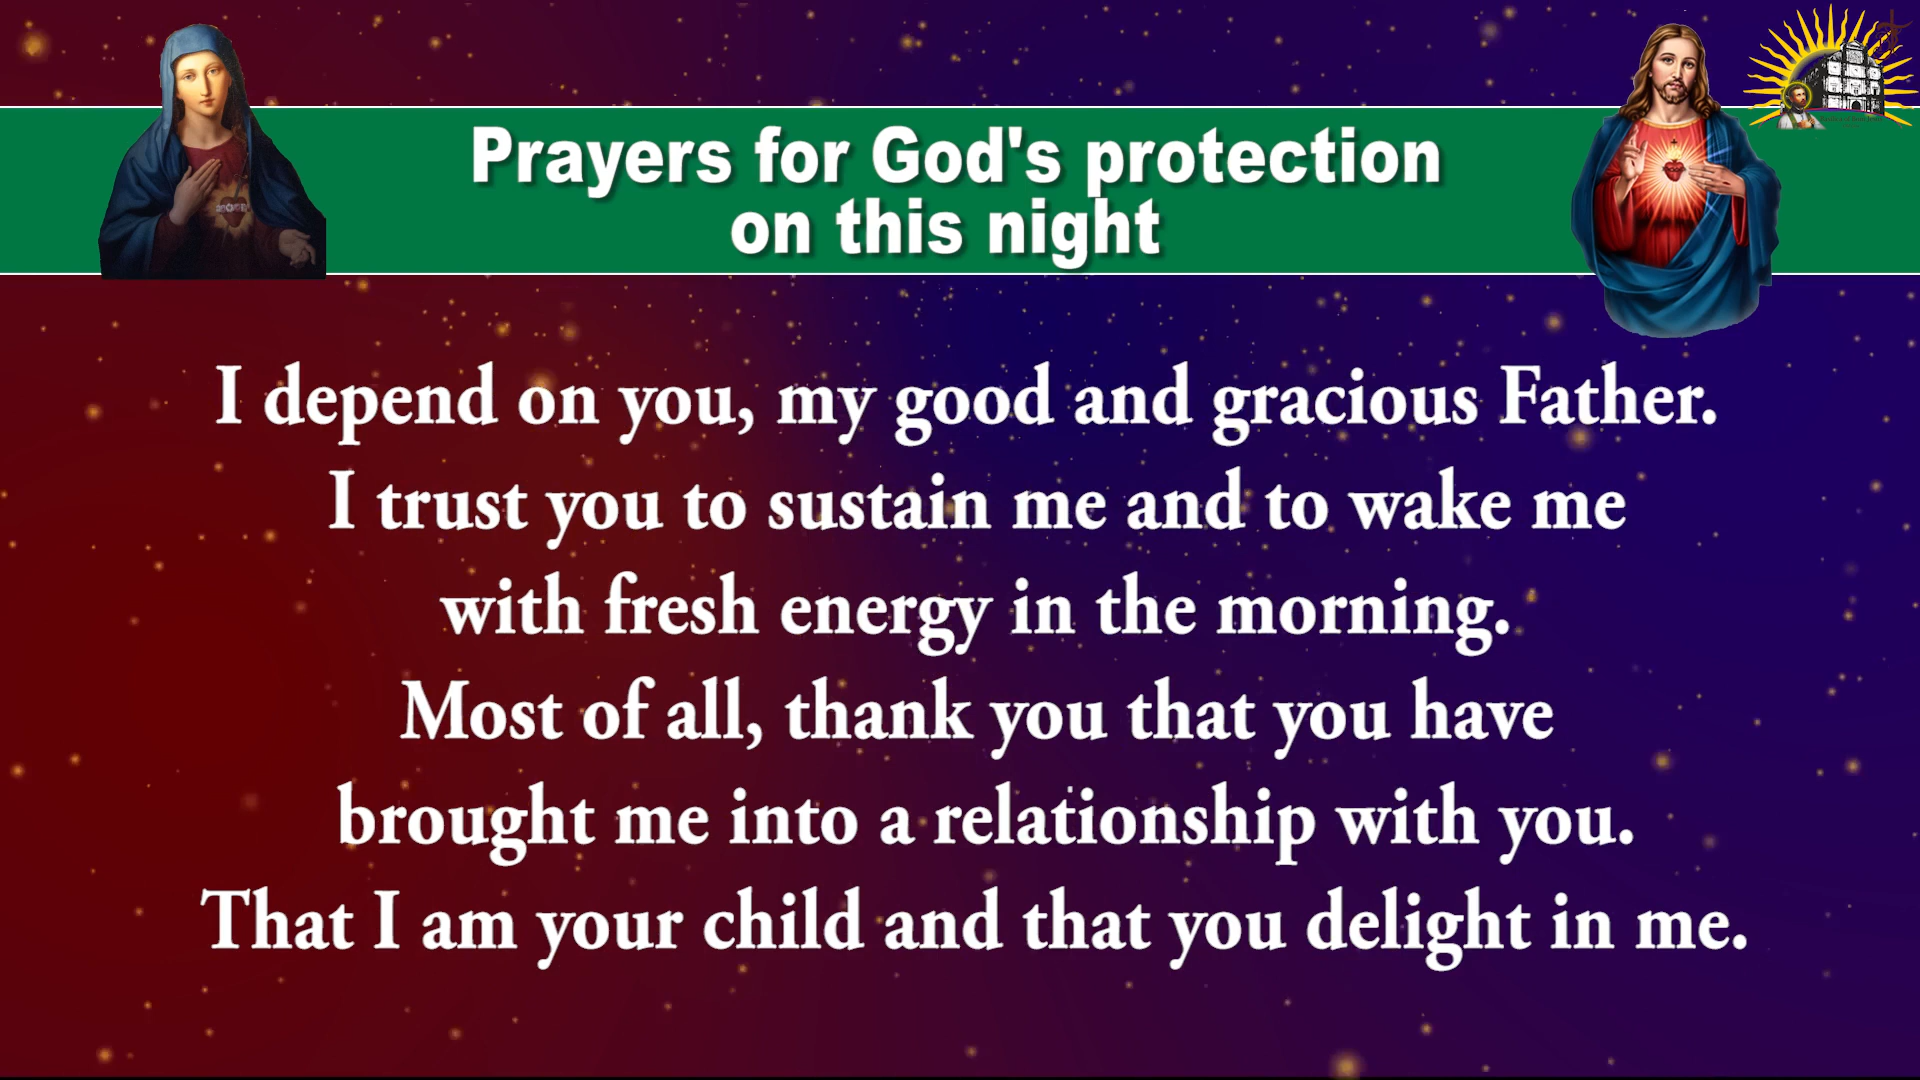 Prayers for God's protection
on this night
I depend on you, my good and gracious Father.
I trust you to sustain me and to wake me
with fresh energy in the morning.
Most of all, thank you that you have
brought me into a relationship with you.
That I am your child and that you delight in me.